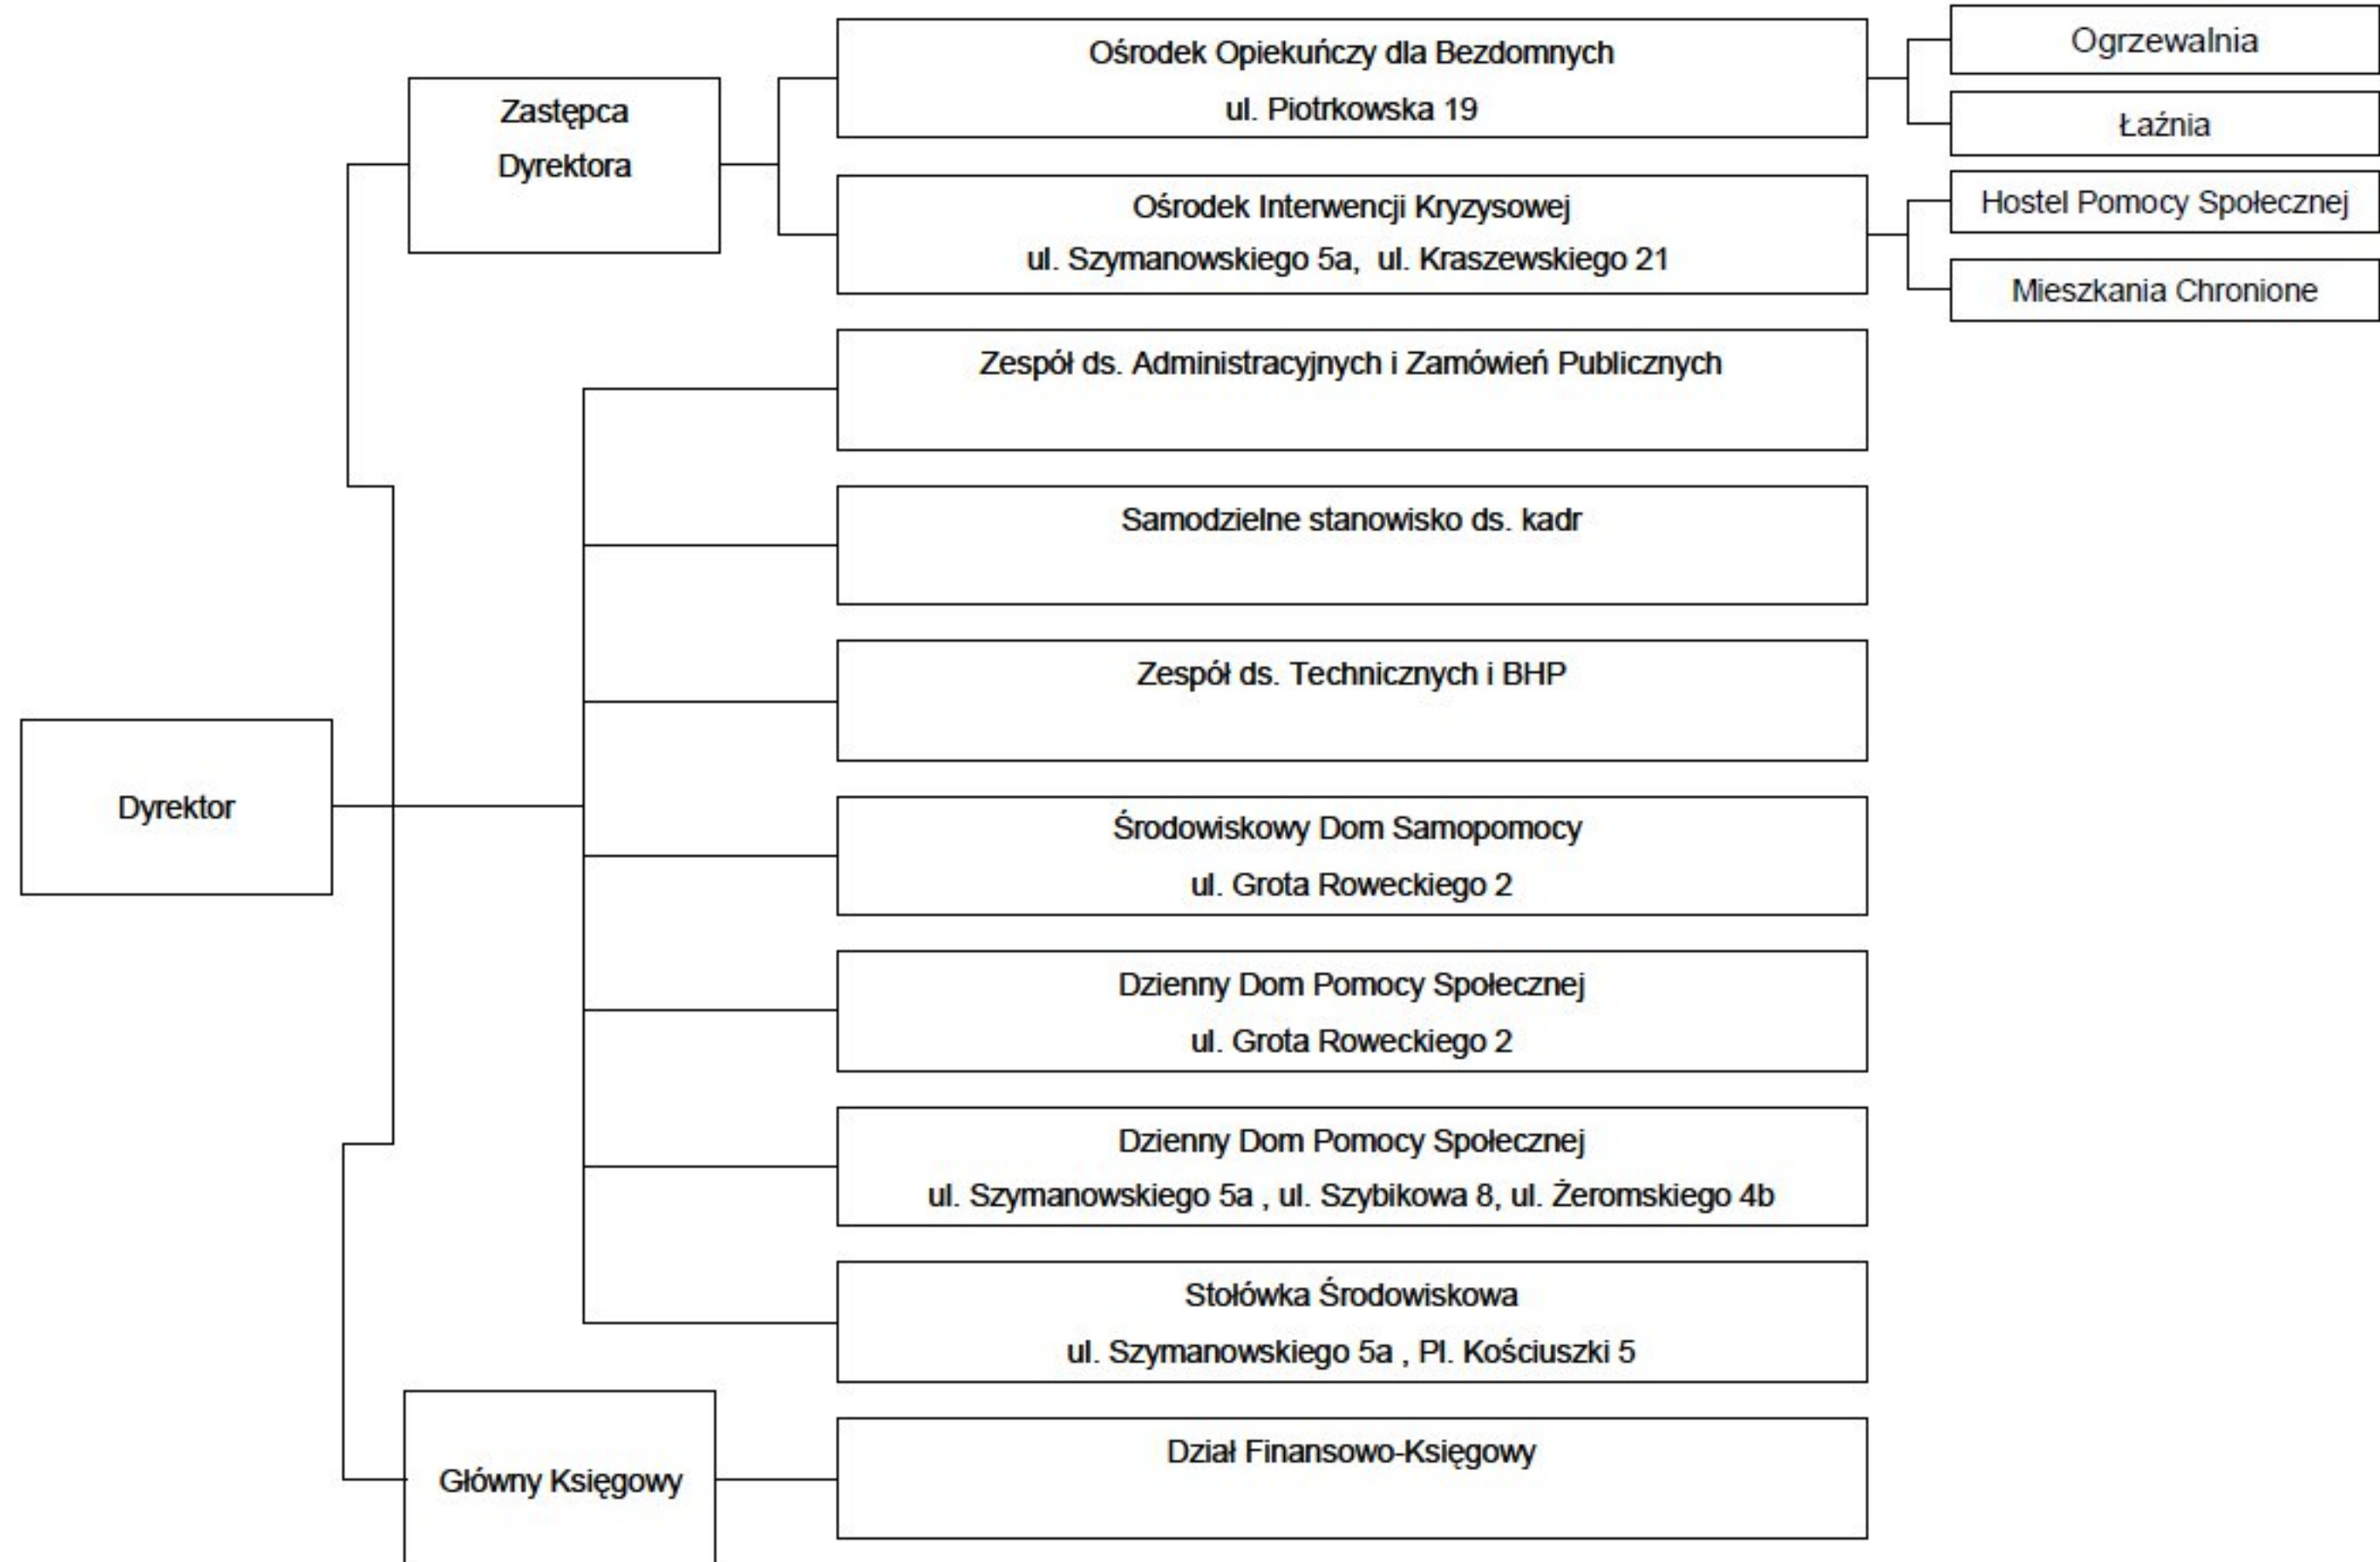 Ośrodek Opiekuńczy dla Bezdomnych
ul. Piotrkowska 19
Ogrzewalnia
Łaźnia
Zastępca
Dyrektora
Ośrodek Interwencji Kryzysowej
ul. Szymanowskiego 5a, ul. Kraszewskiego 21
Hostel Pomocy Społecznej
Mieszkania Chronione
Zespół ds. Administracyjnych i Zamówień Publicznych
Samodzielne stanowisko ds. kadr
Zespół ds. Technicznych i BHP
Dyrektor
Środowiskowy Dom Samopomocy
ul. Grota Roweckiego 2
Dzienny Dom Pomocy Społecznej
ul. Grota Roweckiego 2
Dzienny Dom Pomocy Społecznej
ul. Szymanowskiego 5a , ul. Szybikowa 8, ul. Żeromskiego 4b
Stołówka Środowiskowa
ul. Szymanowskiego 5a , Pl. Kościuszki 5
Główny Księgowy
Dział Finansowo-Księgowy